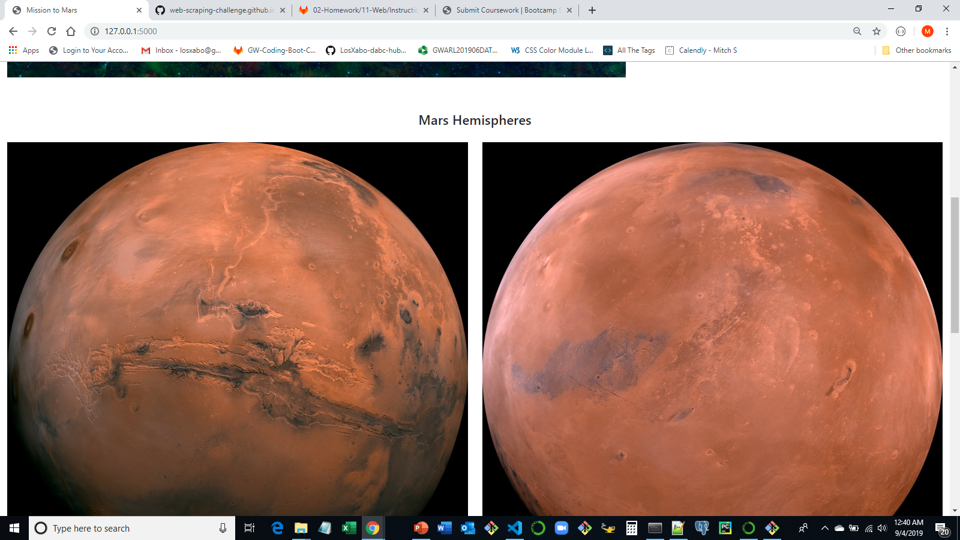 Mission to Mars
web-scraping-challenge.github.i
02-Homework/11-Web/Instructi
Submit Coursework | Bootcamp S
127.0.0.1:5000
M
Apps
Login to Your Acco...
Inbox - losxabo@g...
GW-Coding-Boot-C...
LosXabo-dabc-hub...
GWARL201906DAT...
CSS Color Module L...
All The Tags
Calendly - Mitch S
Other bookmarks
Mars Hemispheres
Type here to search
12:40 AM
9/4/2019
20